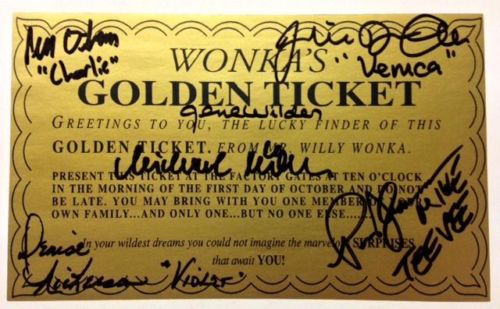 "Charlie"
"Veruca"
WONKA'S
GOLDEN TICKET
gene wilder
GREETINGS TO YOU, THE LUCKY FINDER OF THIS
GOLDEN TICKET, FROM MR. WILLY WONKA.
PRESENT THIS TICKET AT THE FACTORY GATES AT TEN O'CLOCK
IN THE MORNING OF THE FIRST DAY OF OCTOBER AND DO NOT
BE LATE. YOU MAY BRING WITH YOU ONE MEMBER OF YOUR
OWN FAMILY...AND ONLY ONE...BUT NO ONE ELSE......
MIKE
TEEVEE
In your wildest dreams you could not imagine the marvelous SURPRISES
that await YOU!
Denise
Nickerson "Violet"